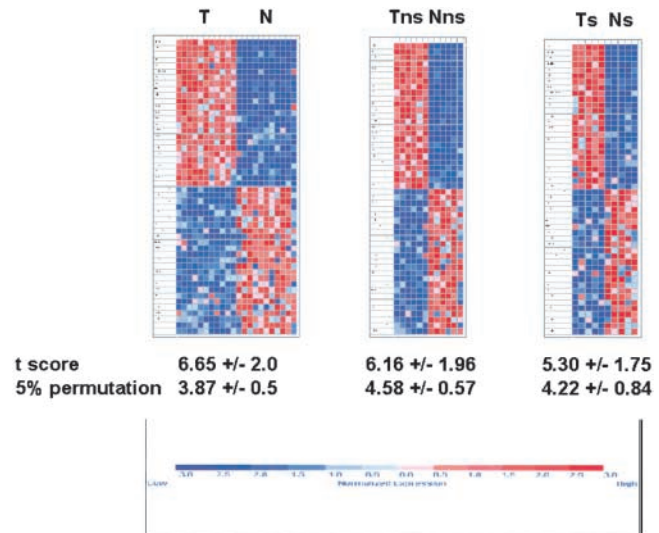 T N Tns Nns Ts Ns
t score 6.65 +/- 2.0 6.16 +/- 1.96 5.30 +/- 1.75
5% permutation 3.87 +/- 0.5 4.58 +/- 0.57 4.22 +/- 0.84
3.0 2.5 2.0 1.5 1.0 0.5 0.0 0.5 1.0 1.5 2.0 2.5 3.0
Low Normalized Expression High